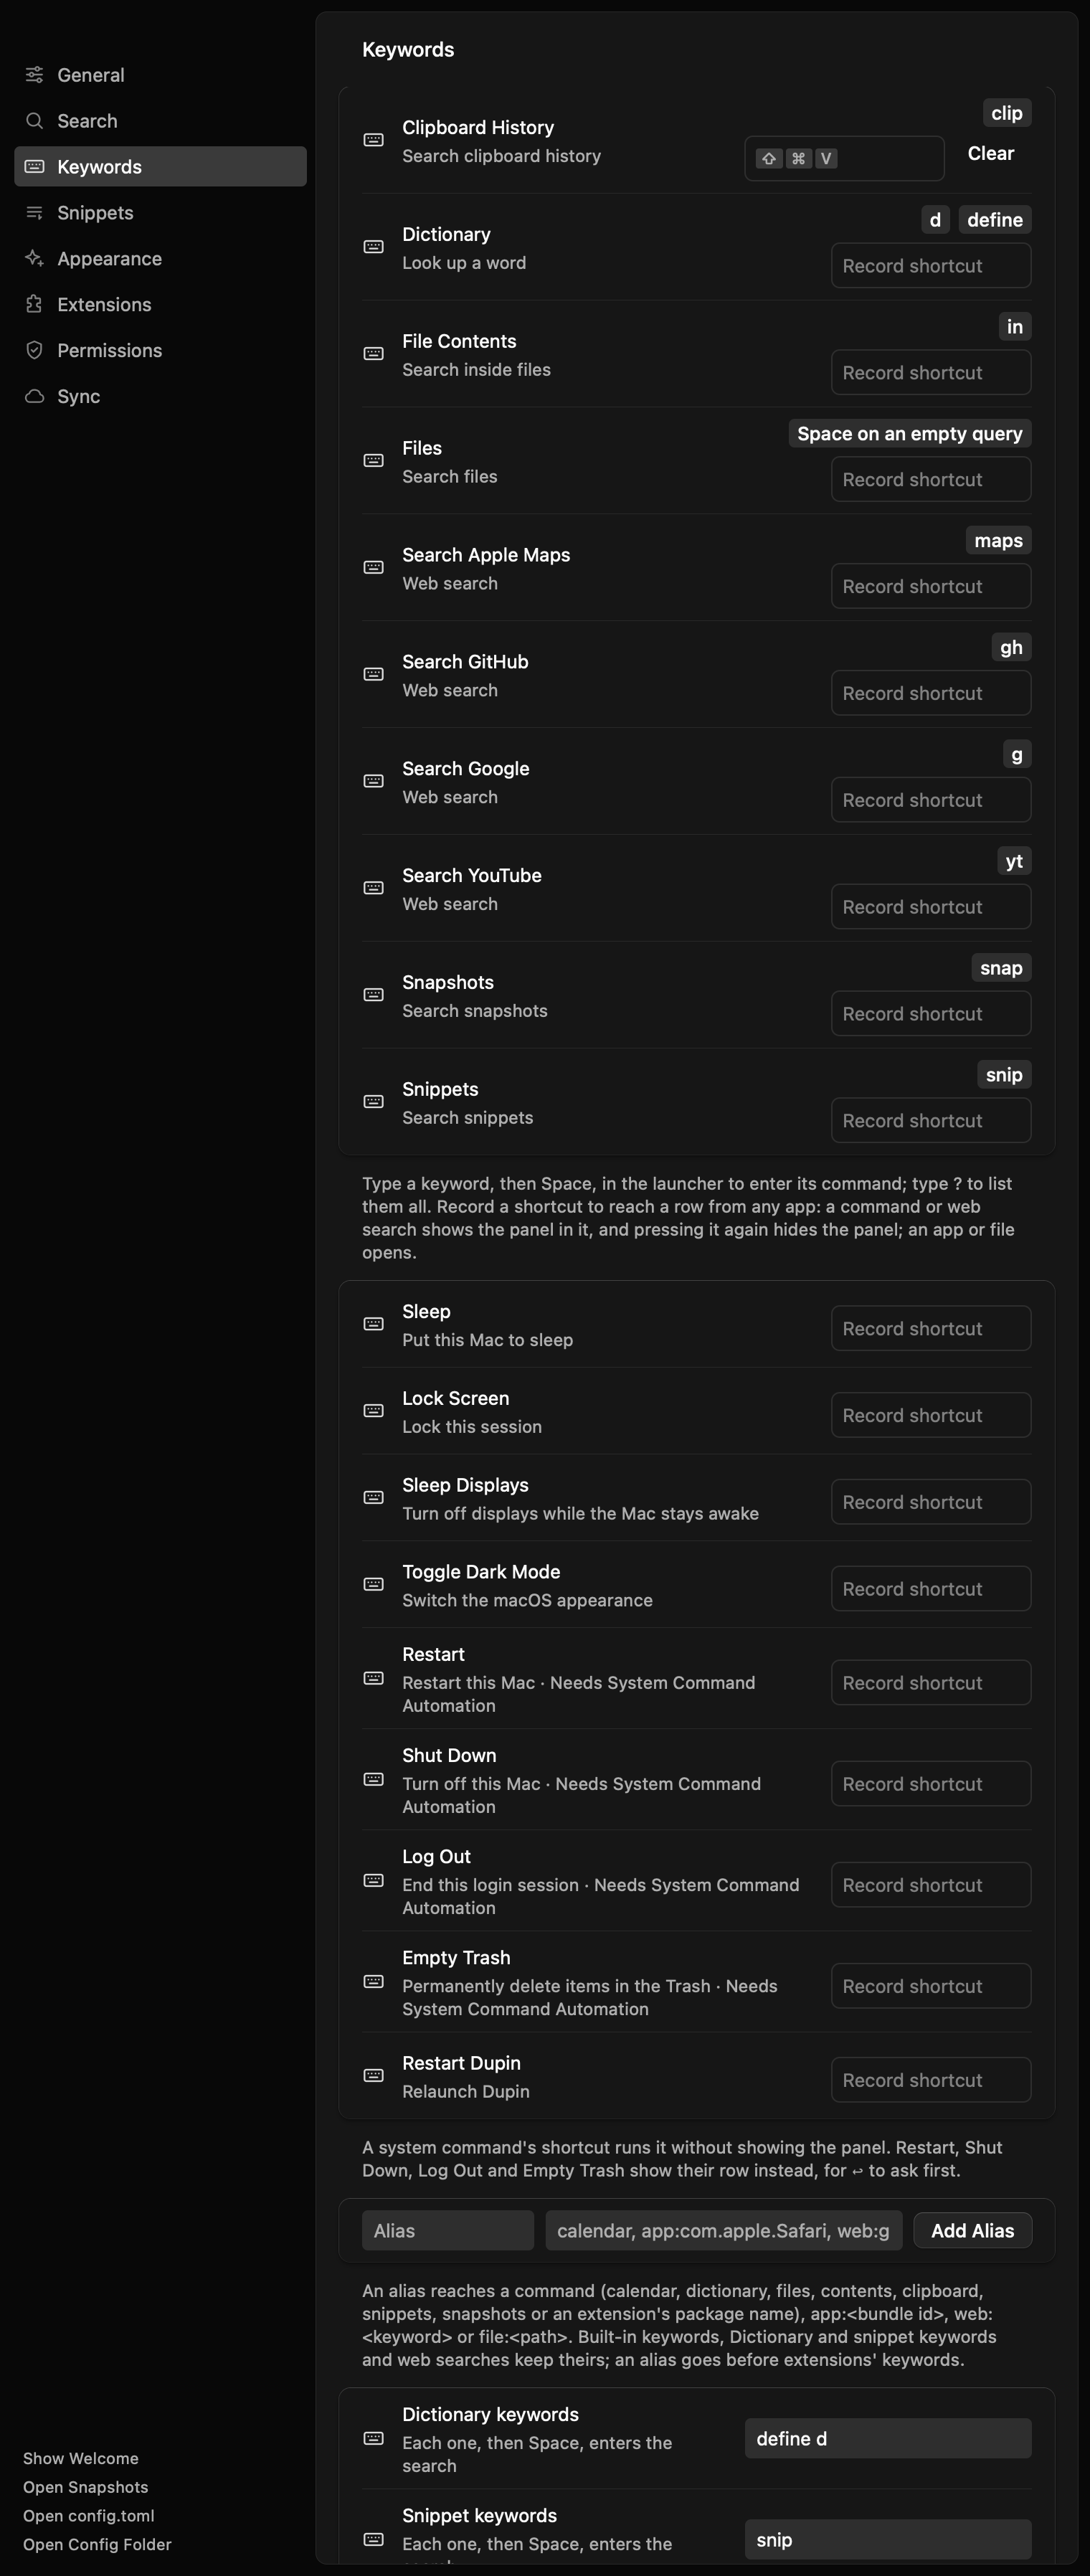 General
Search
Keywords
Snippets
Appearance
Extensions
Permissions
Sync
Show Welcome
Open Snapshots
Open config.toml
Open Config Folder
Keywords
Clipboard History
Search clipboard history
clip
⇧ ⌘ V
Clear
Dictionary
Look up a word
d define
Record shortcut
File Contents
Search inside files
in
Record shortcut
Files
Search files
Space on an empty query
Record shortcut
Search Apple Maps
Web search
maps
Record shortcut
Search GitHub
Web search
gh
Record shortcut
Search Google
Web search
g
Record shortcut
Search YouTube
Web search
yt
Record shortcut
Snapshots
Search snapshots
snap
Record shortcut
Snippets
Search snippets
snip
Record shortcut
Type a keyword, then Space, in the launcher to enter its command; type ? to list
them all. Record a shortcut to reach a row from any app: a command or web
search shows the panel in it, and pressing it again hides the panel; an app or file
opens.
Sleep
Put this Mac to sleep
Record shortcut
Lock Screen
Lock this session
Record shortcut
Sleep Displays
Turn off displays while the Mac stays awake
Record shortcut
Toggle Dark Mode
Switch the macOS appearance
Record shortcut
Restart
Restart this Mac · Needs System Command
Automation
Record shortcut
Shut Down
Turn off this Mac · Needs System Command
Automation
Record shortcut
Log Out
End this login session · Needs System Command
Automation
Record shortcut
Empty Trash
Permanently delete items in the Trash · Needs
System Command Automation
Record shortcut
Restart Dupin
Relaunch Dupin
Record shortcut
A system command's shortcut runs it without showing the panel. Restart, Shut
Down, Log Out and Empty Trash show their row instead, for ↩ to ask first.
Alias
calendar, app:com.apple.Safari, web:g
Add Alias
An alias reaches a command (calendar, dictionary, files, contents, clipboard,
snippets, snapshots or an extension's package name), app:<bundle id>, web:
<keyword> or file:<path>. Built-in keywords, Dictionary and snippet keywords
and web searches keep theirs; an alias goes before extensions' keywords.
Dictionary keywords
Each one, then Space, enters the
search
define d
Snippet keywords
Each one, then Space, enters the
snip